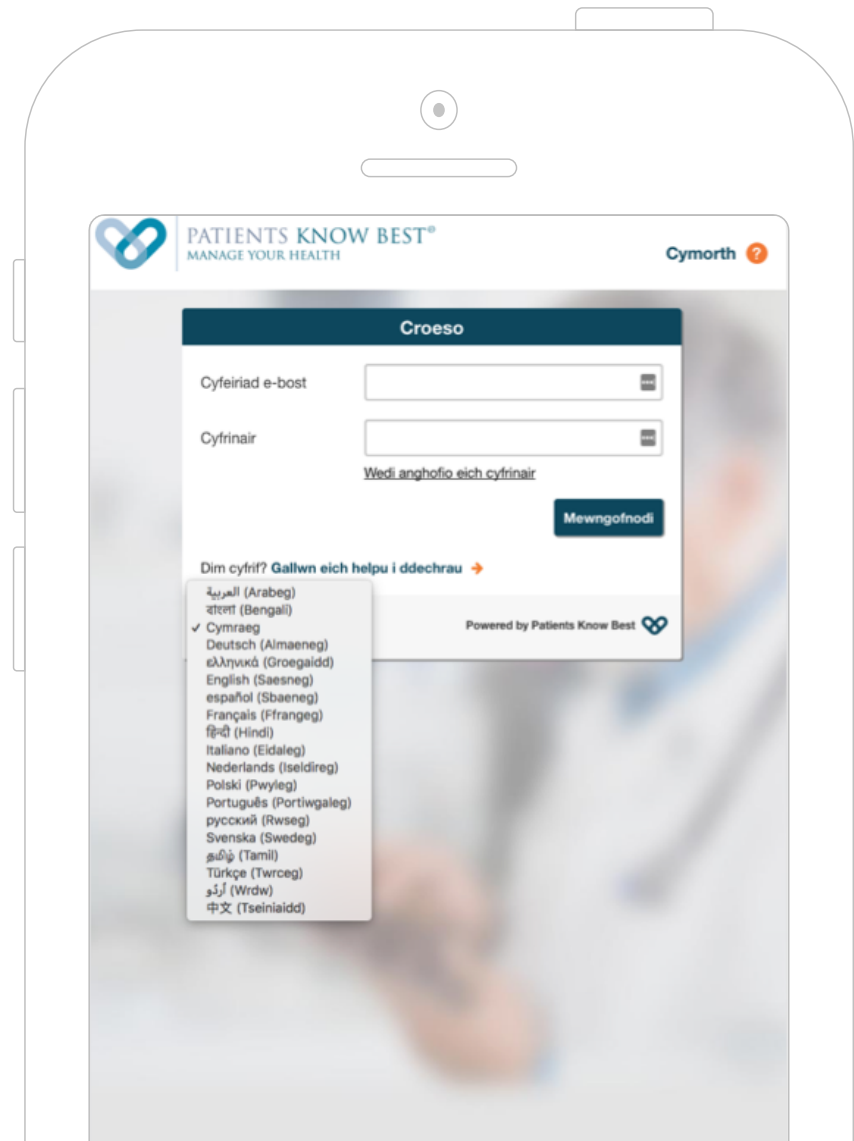 PATIENTS KNOW BEST®
MANAGE YOUR HEALTH
Cymorth ?
Croeso
Cyfeiriad e-bost
Cyfrinair
Wedi anghofio eich cyfrinair
Mewngofnodi
Dim cyfrif? Gallwn eich helpu i ddechrau →
العربية (Arabeg)
বাংলা (Bengali)
✓ Cymraeg
Deutsch (Almaeneg)
ελληνικά (Groegaidd)
English (Saesneg)
español (Sbaeneg)
Français (Ffrangeg)
हिन्दी (Hindi)
Italiano (Eidaleg)
Nederlands (Iseldireg)
Polski (Pwyleg)
Português (Portiwgaleg)
русский (Rwseg)
Svenska (Swedeg)
தமிழ் (Tamil)
Türkçe (Twrceg)
اُردُو (Wrdw)
中文 (Tseiniaidd)
Powered by Patients Know Best